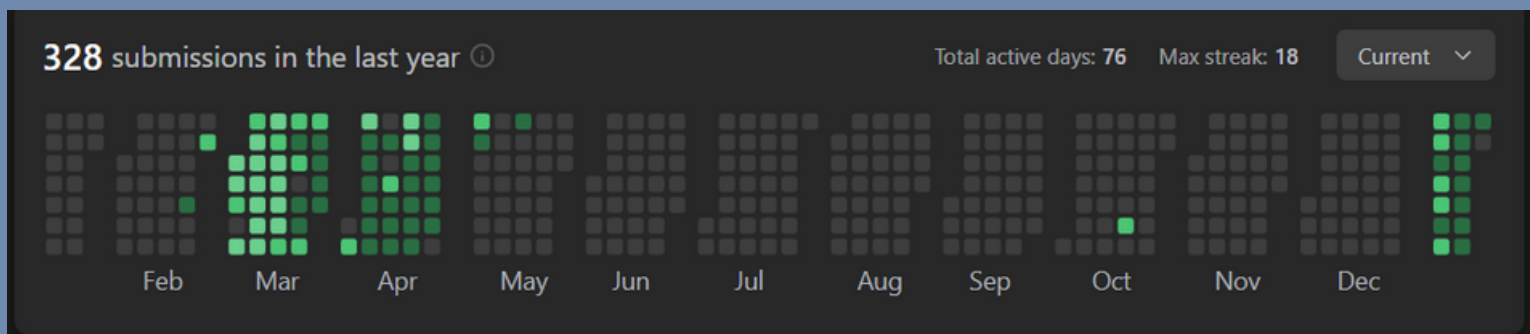 328 submissions in the last year
Total active days: 76 Max streak: 18 Current
Feb Mar Apr May Jun Jul Aug Sep Oct Nov Dec